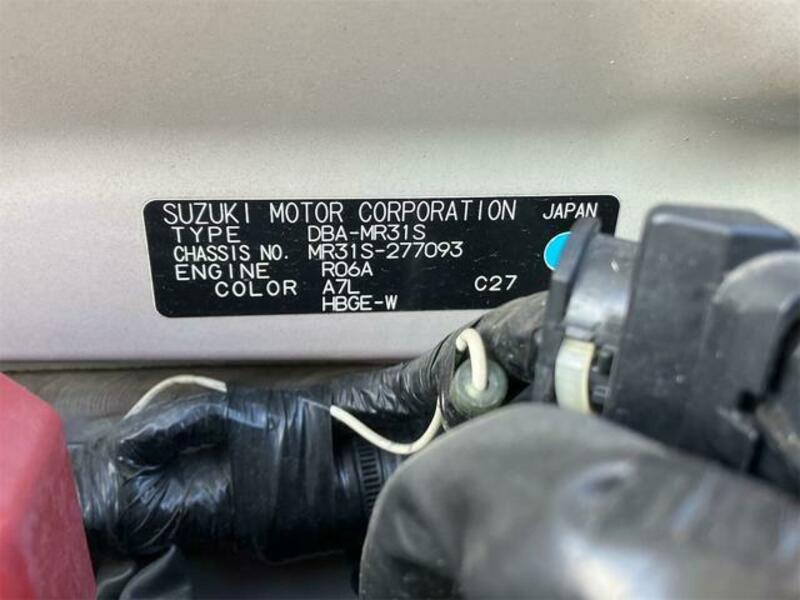 SUZUKI MOTOR CORPORATION JAPAN
TYPE DBA-MR31S
CHASSIS NO. MR31S-277093
ENGINE R06A
COLOR A7L C27
HBGE-W